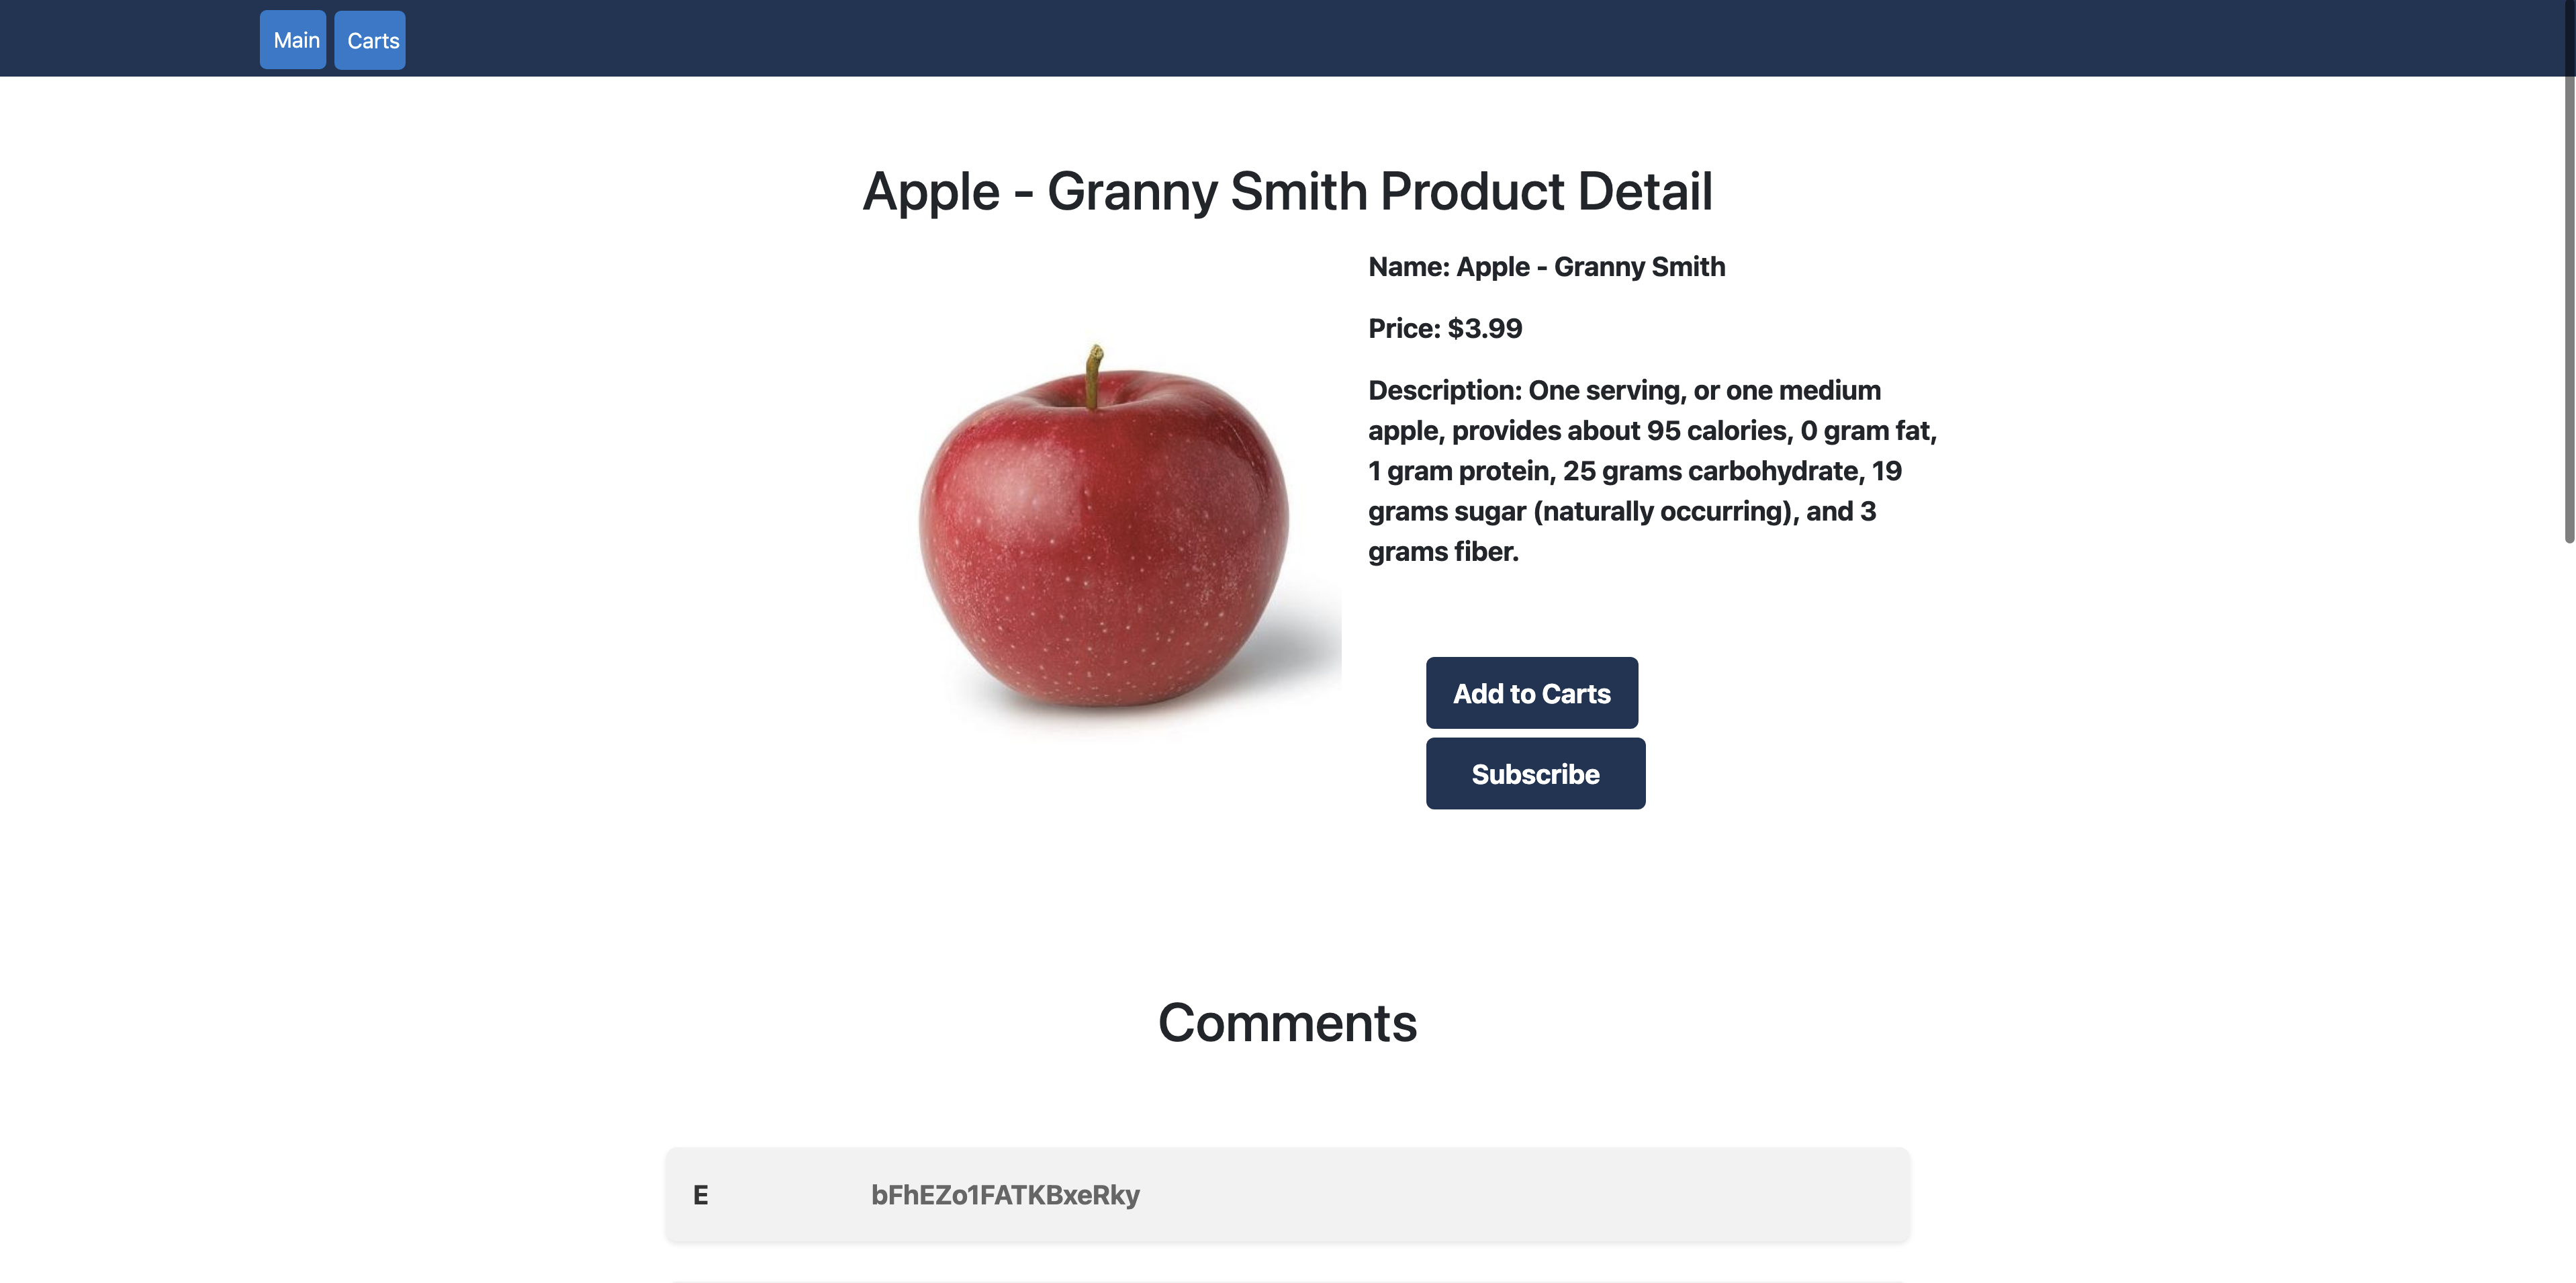 Main Carts
Apple - Granny Smith Product Detail
Name: Apple - Granny Smith
Price: $3.99
Description: One serving, or one medium
apple, provides about 95 calories, 0 gram fat,
1 gram protein, 25 grams carbohydrate, 19
grams sugar (naturally occurring), and 3
grams fiber.
Add to Carts
Subscribe
Comments
E bFhEZo1FATKBxeRky